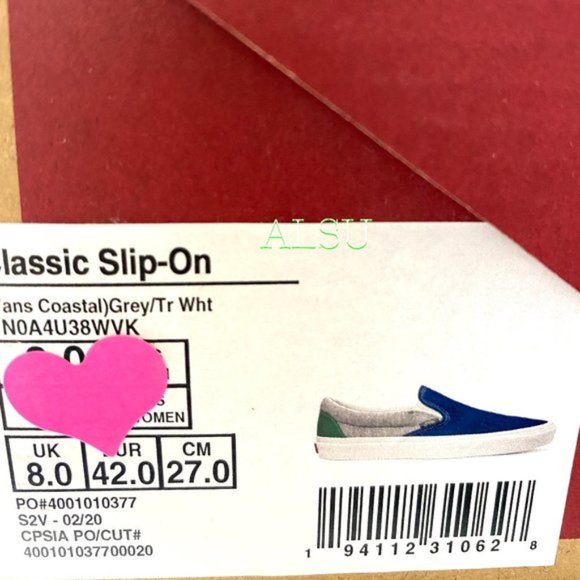 ALSU
lassic Slip-On
ans Coastal)Grey/Tr Wht
N0A4U38WVK
OMEN
UK EUR CM
8.0 42.0 27.0
PO#4001010377
S2V - 02/20
CPSIA PO/CUT#
400101037700020
1 94112 31062 8